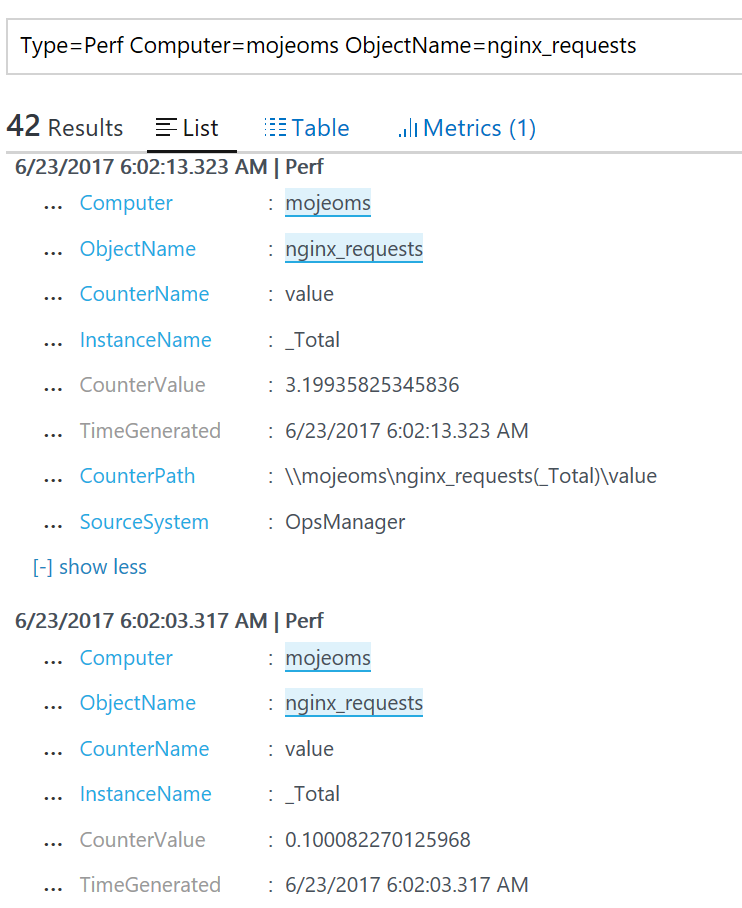 Type=Perf Computer=mojeoms ObjectName=nginx_requests
42 Results List Table Metrics (1)
6/23/2017 6:02:13.323 AM | Perf
... Computer : mojeoms
... ObjectName : nginx_requests
... CounterName : value
... InstanceName : _Total
... CounterValue : 3.19935825345836
... TimeGenerated : 6/23/2017 6:02:13.323 AM
... CounterPath : \\mojeoms\nginx_requests(_Total)\value
... SourceSystem : OpsManager
[-] show less
6/23/2017 6:02:03.317 AM | Perf
... Computer : mojeoms
... ObjectName : nginx_requests
... CounterName : value
... InstanceName : _Total
... CounterValue : 0.100082270125968
... TimeGenerated : 6/23/2017 6:02:03.317 AM